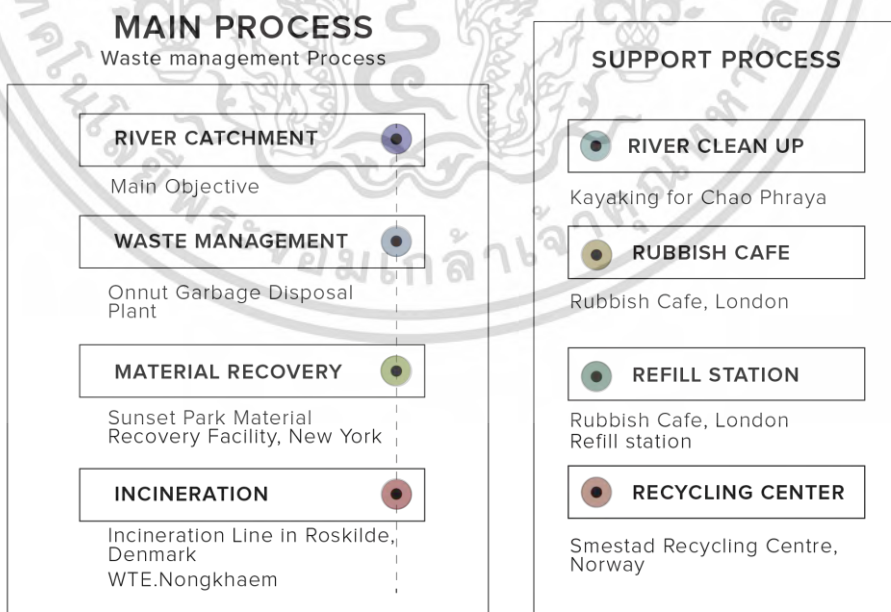 MAIN PROCESS
Waste management Process
RIVER CATCHMENT
Main Objective
WASTE MANAGEMENT
Onnut Garbage Disposal
Plant
MATERIAL RECOVERY
Sunset Park Material
Recovery Facility, New York
INCINERATION
Incineration Line in Roskilde,
Denmark
WTE.Nongkhaem
SUPPORT PROCESS
RIVER CLEAN UP
Kayaking for Chao Phraya
RUBBISH CAFE
Rubbish Cafe, London
REFILL STATION
Rubbish Cafe, London
Refill station
RECYCLING CENTER
Smestad Recycling Centre,
Norway